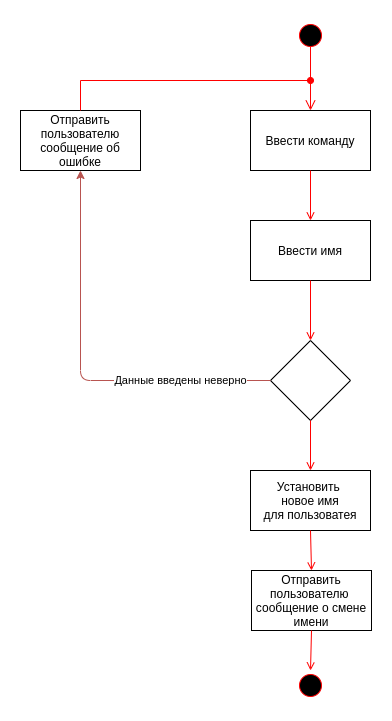 Отправить
пользователю
сообщение об
ошибке
Ввести команду
Ввести имя
Данные введены неверно
Установить
новое имя
для пользоватея
Отправить
пользователю
сообщение о смене
имени